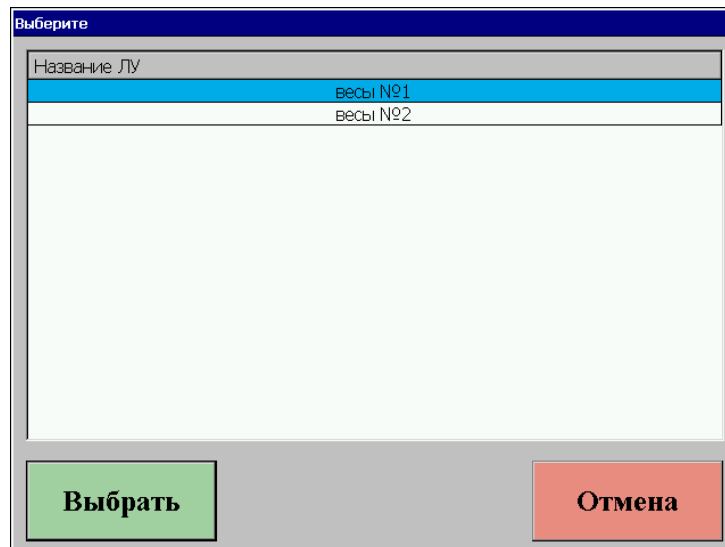 Выберите
Название ЛУ
весы №1
весы №2
Выбрать
Отмена